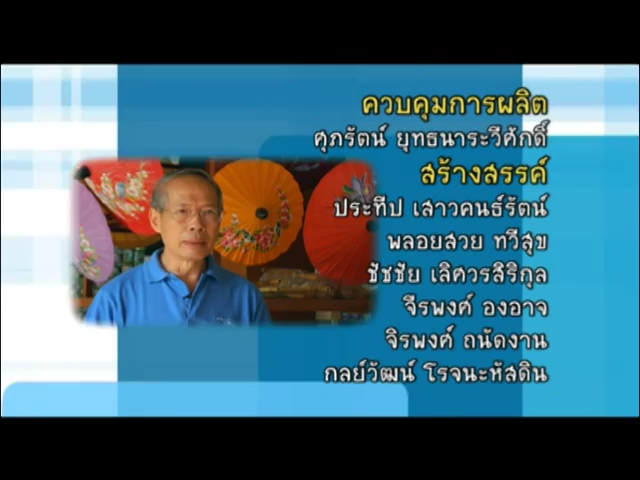 ควบคุมการผลิต
ศุภรัตน์ ยุทธนาระวีศักดิ์
สร้างสรรค์
ประทีป เสาวคนธ์รัตน์
พลอยสวย ทวีสุข
ชัชชัย เลิศวรสิริกุล
จีรพงศ์ องอาจ
จิรพงศ์ ถนัดงาน
กลย์วัฒน์ โรจนะหัสดิน